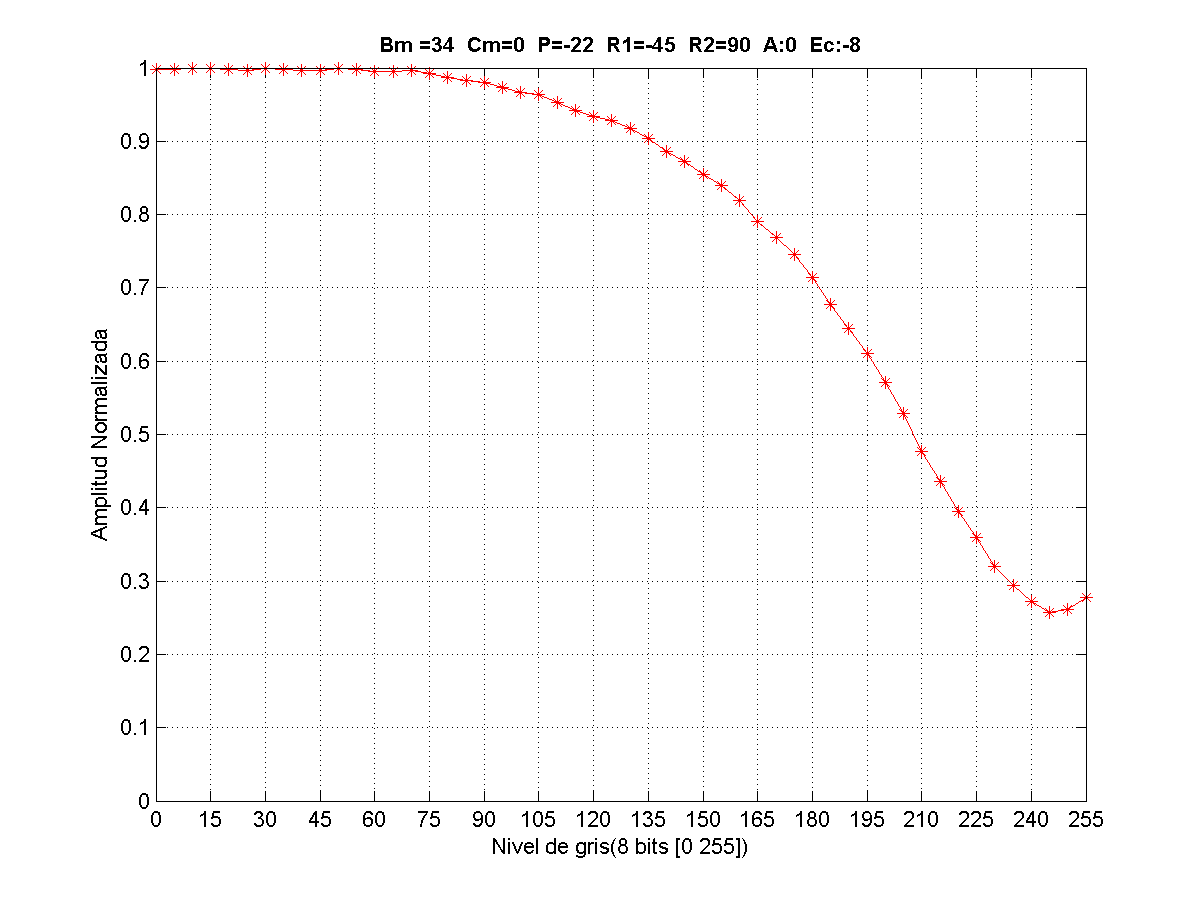 Bm =34  Cm=0  P=-22  R1=-45  R2=90  A:0  Ec:-8
Amplitud Normalizada
1
0.9
0.8
0.7
0.6
0.5
0.4
0.3
0.2
0.1
0
0 15 30 45 60 75 90 105 120 135 150 165 180 195 210 225 240 255
Nivel de gris(8 bits [0 255])